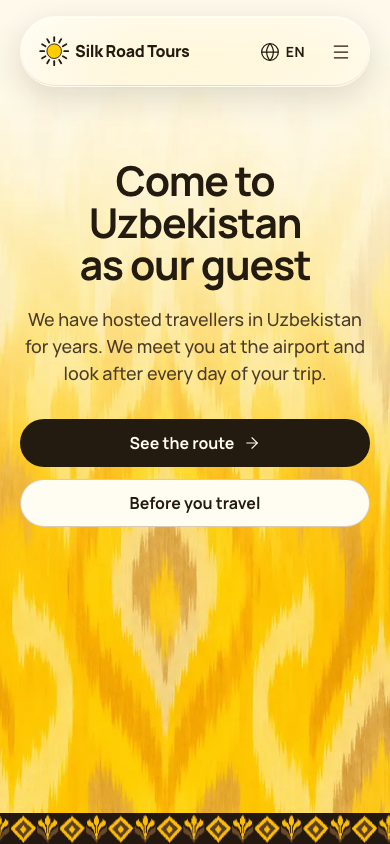 Silk Road Tours
EN
Come to
Uzbekistan
as our guest
We have hosted travellers in Uzbekistan
for years. We meet you at the airport and
look after every day of your trip.
See the route
Before you travel